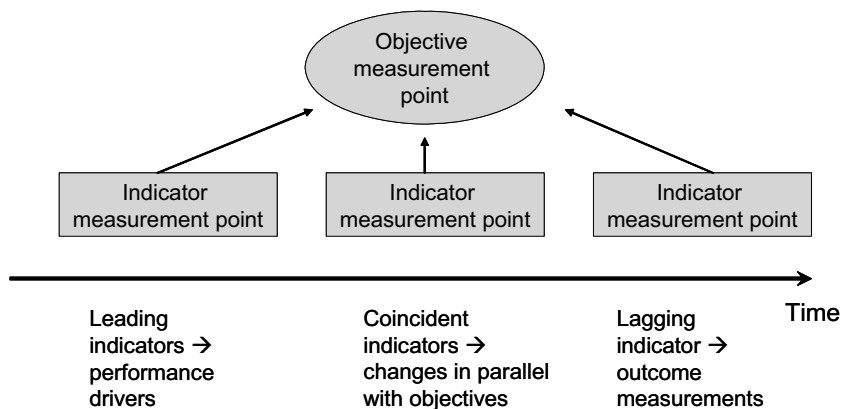 Objective
measurement
point
Indicator
measurement point
Indicator
measurement point
Indicator
measurement point
Time
Leading
indicators →
performance
drivers
Coincident
indicators →
changes in parallel
with objectives
Lagging
indicator →
outcome
measurements